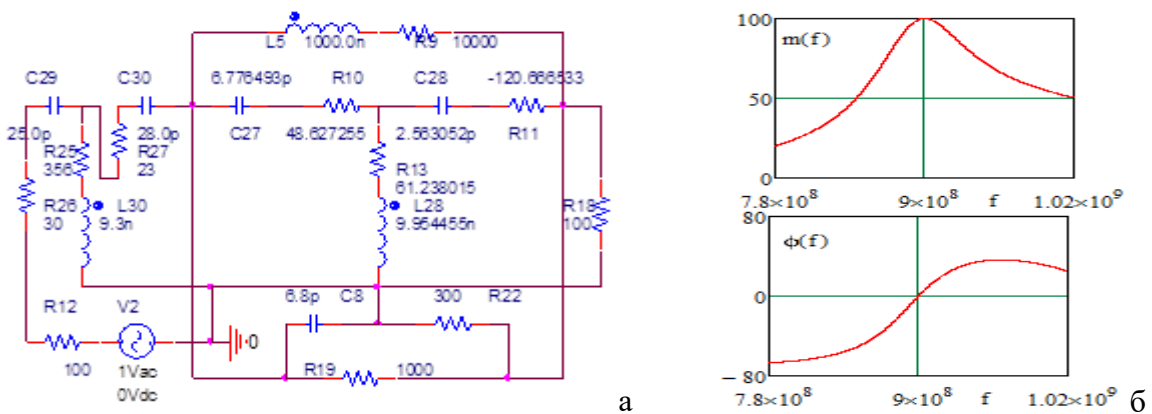 L5 1000.0n R9 10000
C29 C30 6.776493p R10 C28 -120.666533
25.0p 28.0p C27 48.627255 2.563052p R11
R25 R27
356 23
R13
61.238015
R26 L30 L28 R18
30 9.3n 9.954455n 100
R12 V2 6.8p C8 300 R22
0
100 1Vac R19 1000
0Vdc
а
100 m(f)
50
0
7.8×10⁸ 9×10⁸ f 1.02×10⁹
80 ϕ(f)
0
− 80
7.8×10⁸ 9×10⁸ f 1.02×10⁹
б